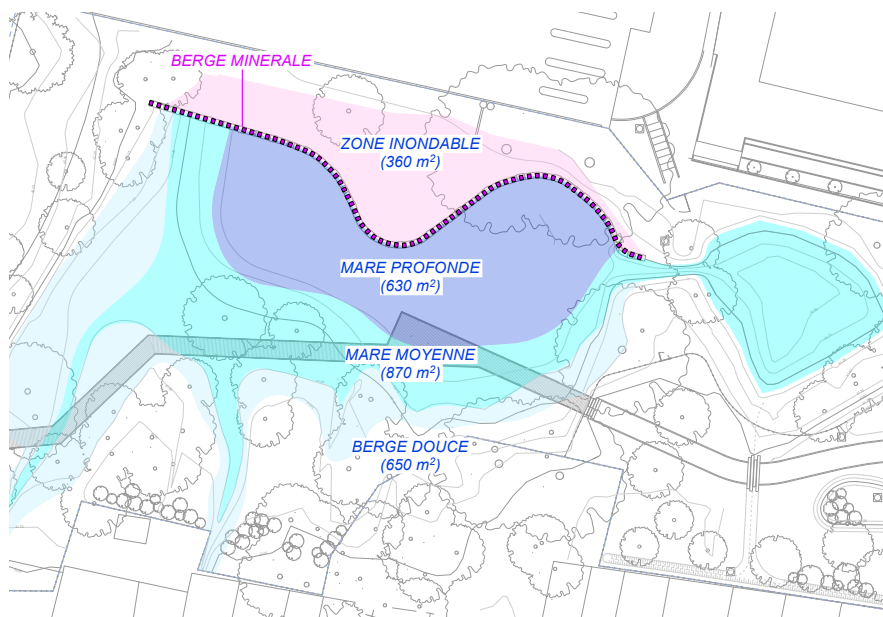 BERGE MINERALE
ZONE INONDABLE
(360 m²)
MARE PROFONDE
(630 m²)
MARE MOYENNE
(870 m²)
BERGE DOUCE
(650 m²)